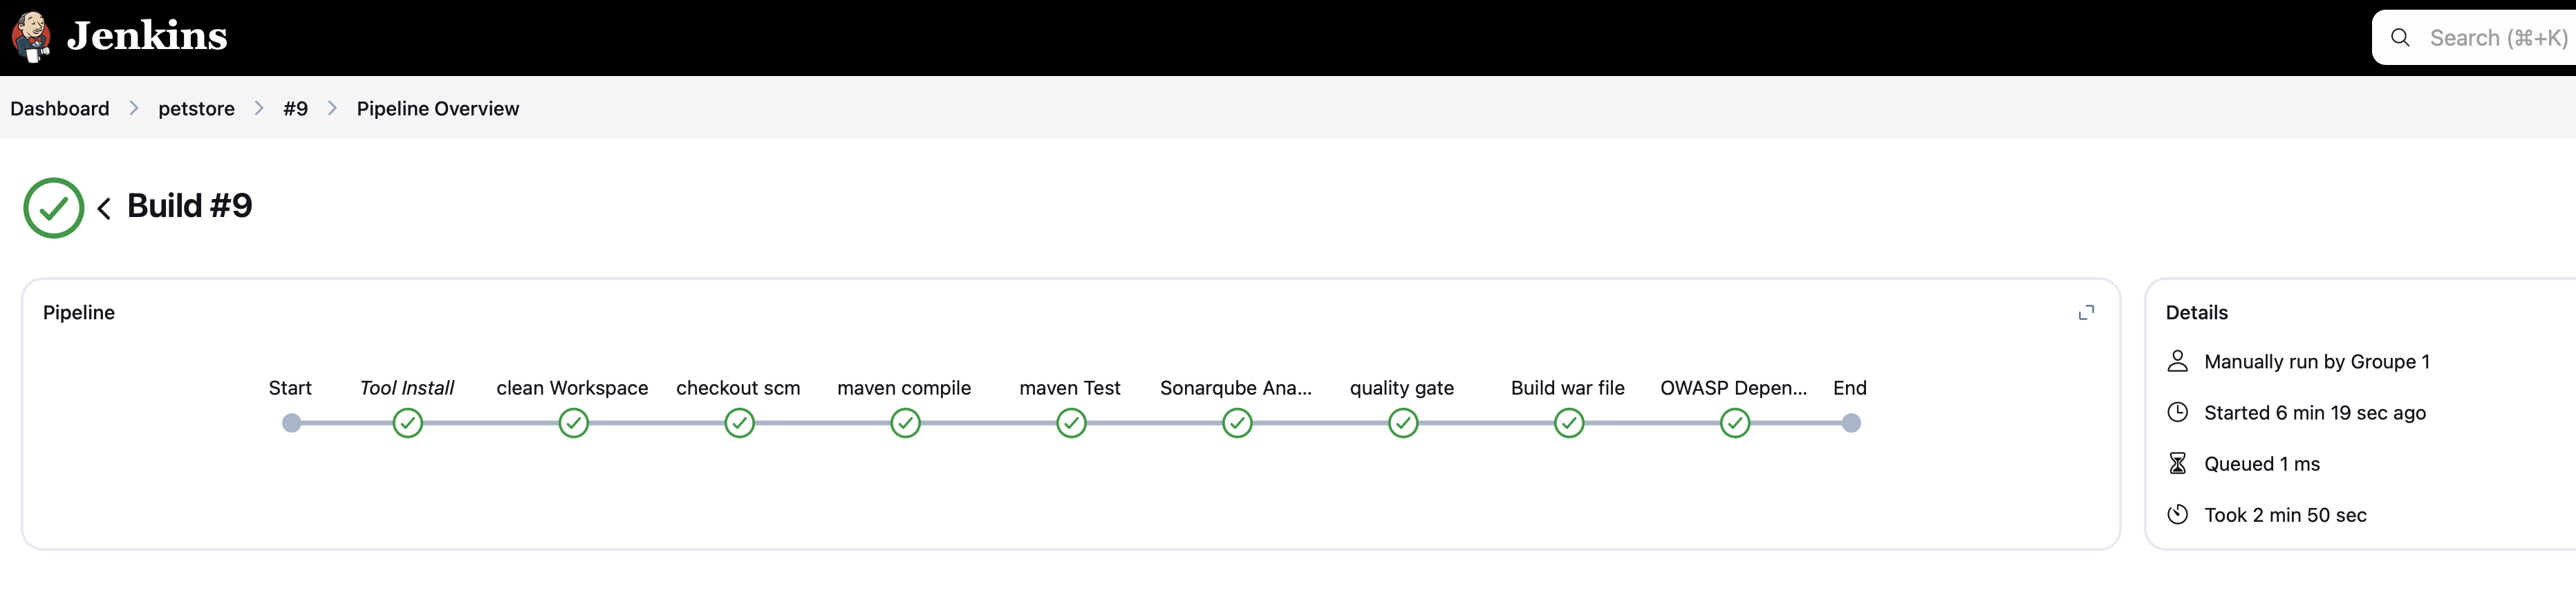 Jenkins
Search (⌘+K)
Dashboard > petstore > #9 > Pipeline Overview
Build #9
Pipeline
Start Tool Install clean Workspace checkout scm maven compile maven Test Sonarqube Ana... quality gate Build war file OWASP Depen... End
Details
Manually run by Groupe 1
Started 6 min 19 sec ago
Queued 1 ms
Took 2 min 50 sec